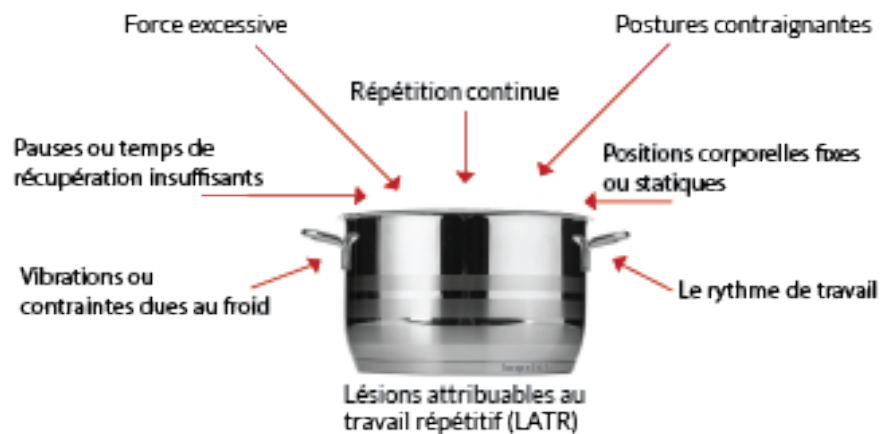 Force excessive
Postures contraignantes
Répétition continue
Pauses ou temps de
récupération insuffisants
Positions corporelles fixes
ou statiques
Vibrations ou
contraintes dues au froid
Le rythme de travail
Lésions attribuables au
travail répétitif (LATR)